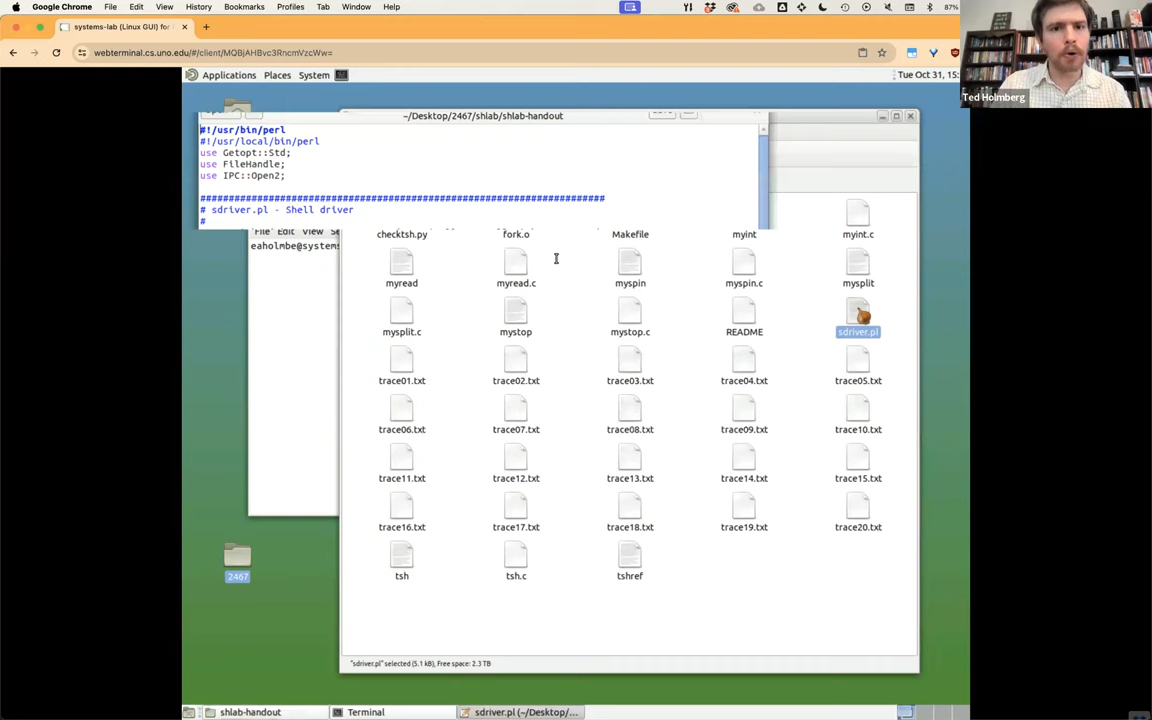 Google Chrome File Edit View History Bookmarks Profiles Tab Window Help 87%
systems-lab (Linux GUI) for
webterminal.cs.uno.edu/#/client/MQBjAHBvc3RncmVzcWw=
Applications Places System Tue Oct 31, 15:
Ted Holmberg
~/Desktop/2467/shlab/shlab-handout
#!/usr/bin/perl
#!/usr/local/bin/perl
use Getopt::Std;
use FileHandle;
use IPC::Open2;
#######################################################################
# sdriver.pl - Shell driver
#
File Edit View Se
eaholmbe@systems
checktsh.py fork.o Makefile myint myint.c
myread myread.c myspin myspin.c mysplit
mysplit.c mystop mystop.c README sdriver.pl
trace01.txt trace02.txt trace03.txt trace04.txt trace05.txt
trace06.txt trace07.txt trace08.txt trace09.txt trace10.txt
trace11.txt trace12.txt trace13.txt trace14.txt trace15.txt
trace16.txt trace17.txt trace18.txt trace19.txt trace20.txt
tsh tsh.c tshref
2467
"sdriver.pl" selected (5.1 kB), Free space: 2.3 TB
shlab-handout Terminal sdriver.pl (~/Desktop/...